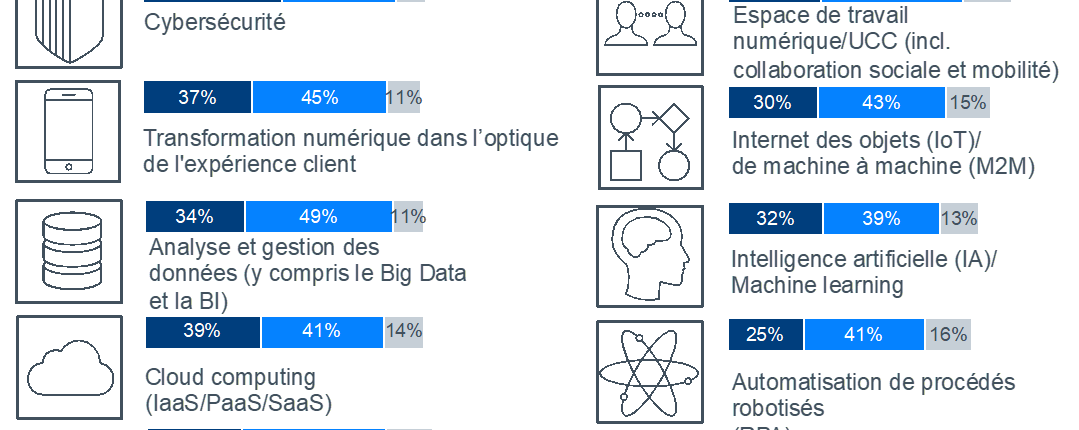 Cybersécurité
37% 45% 11%
Transformation numérique dans l’optique
de l'expérience client
34% 49% 11%
Analyse et gestion des
données (y compris le Big Data
et la BI)
39% 41% 14%
Cloud computing
(IaaS/PaaS/SaaS)
Espace de travail
numérique/UCC (incl.
collaboration sociale et mobilité)
30% 43% 15%
Internet des objets (IoT)/
de machine à machine (M2M)
32% 39% 13%
Intelligence artificielle (IA)/
Machine learning
25% 41% 16%
Automatisation de procédés
robotisés